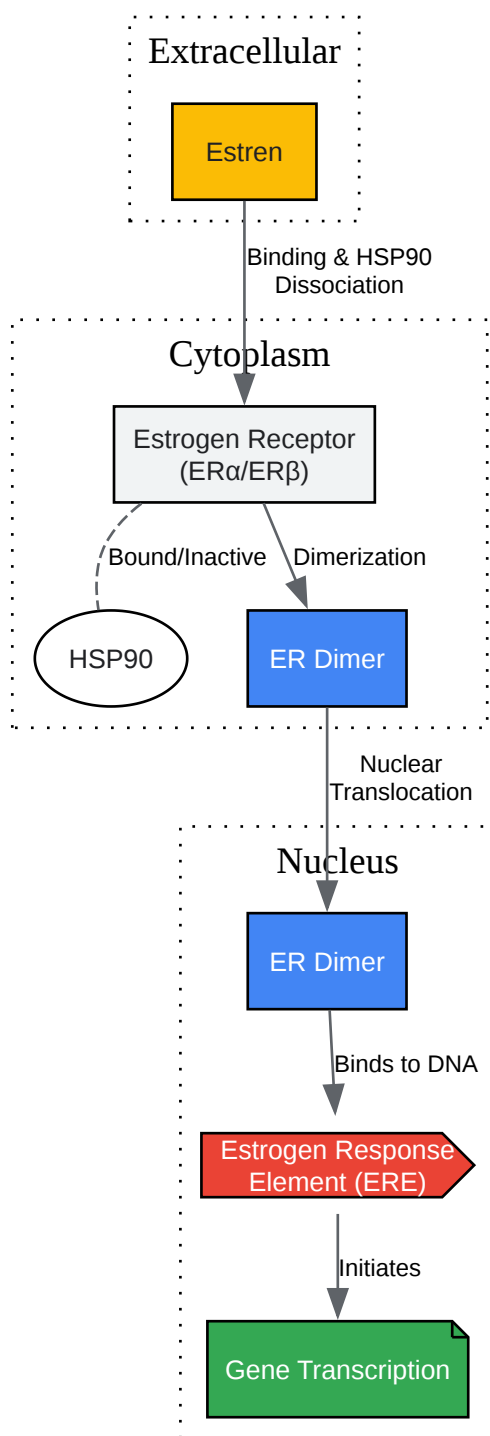 Extracellular
Estren
Binding & HSP90
Dissociation
Cytoplasm
Estrogen Receptor
(ERα/ERβ)
Bound/Inactive
Dimerization
HSP90
ER Dimer
Nuclear
Translocation
Nucleus
ER Dimer
Binds to DNA
Estrogen Response
Element (ERE)
Initiates
Gene Transcription